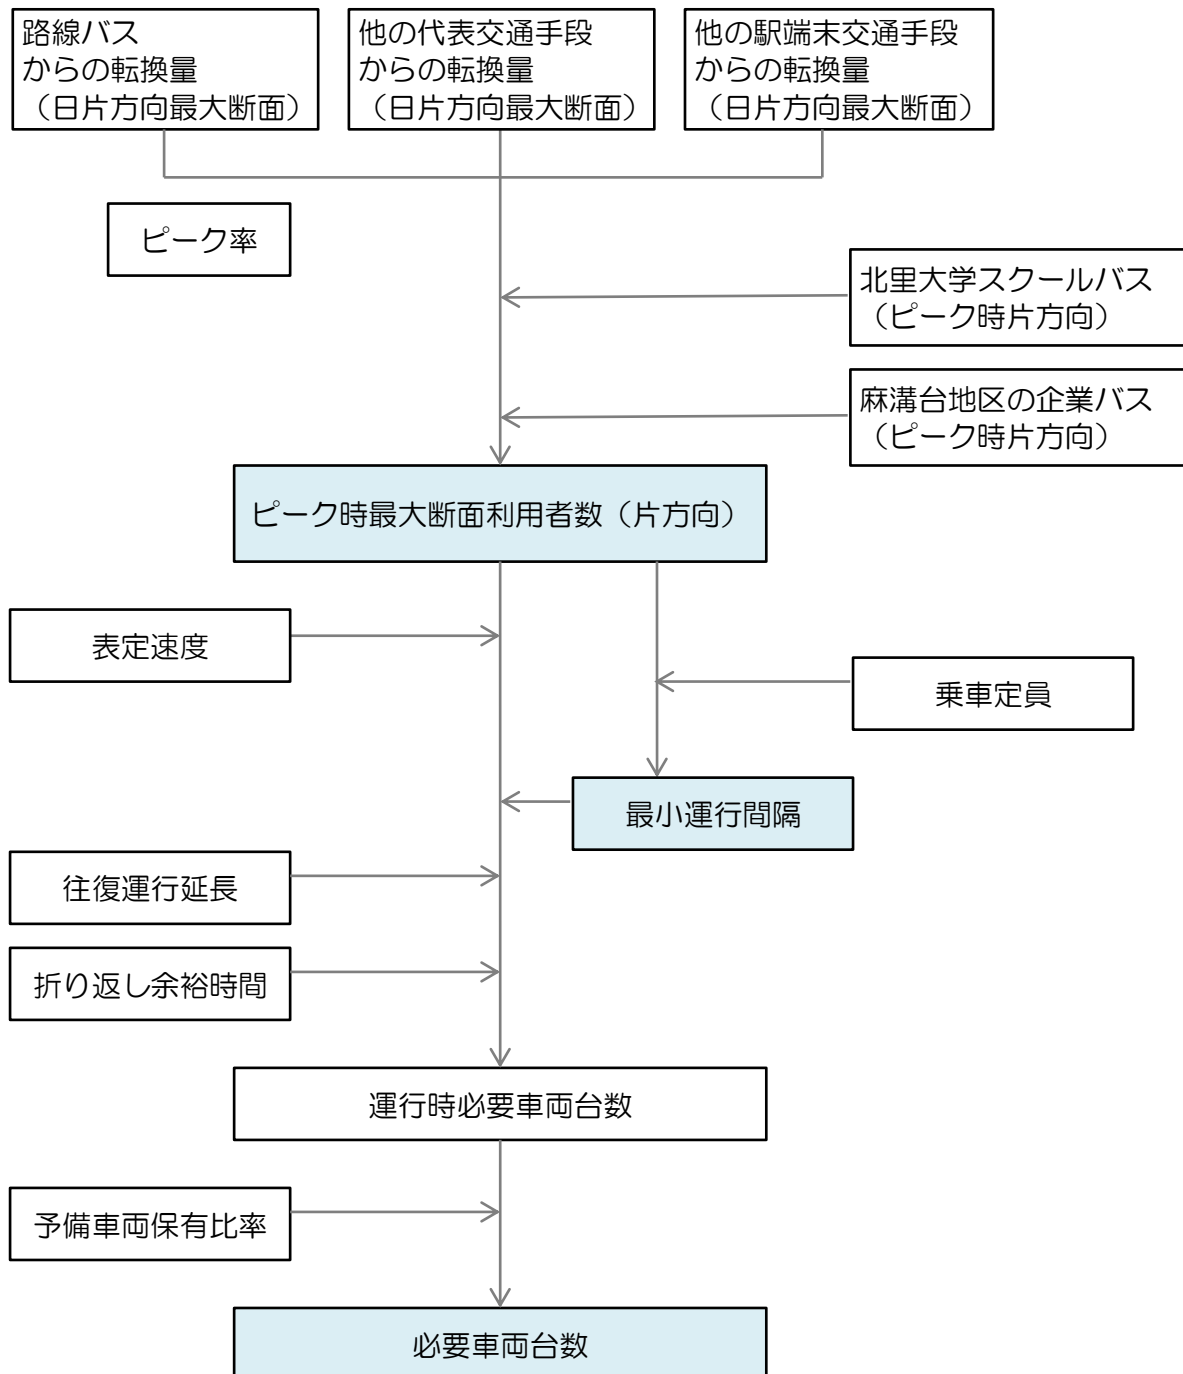 路線バス
からの転換量
（日片方向最大断面）
他の代表交通手段
からの転換量
（日片方向最大断面）
他の駅端末交通手段
からの転換量
（日片方向最大断面）
ピーク率
北里大学スクールバス
（ピーク時片方向）
麻溝台地区の企業バス
（ピーク時片方向）
ピーク時最大断面利用者数（片方向）
表定速度
乗車定員
最小運行間隔
往復運行延長
折り返し余裕時間
運行時必要車両台数
予備車両保有比率
必要車両台数